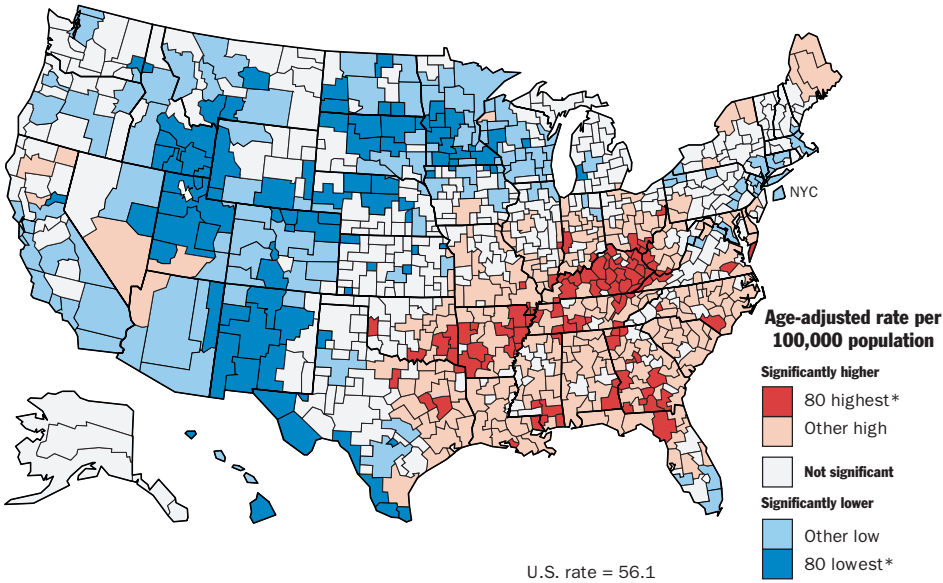 NYC
Age-adjusted rate per
100,000 population
Significantly higher
80 highest*
Other high
Not significant
Significantly lower
Other low
80 lowest*
U.S. rate = 56.1